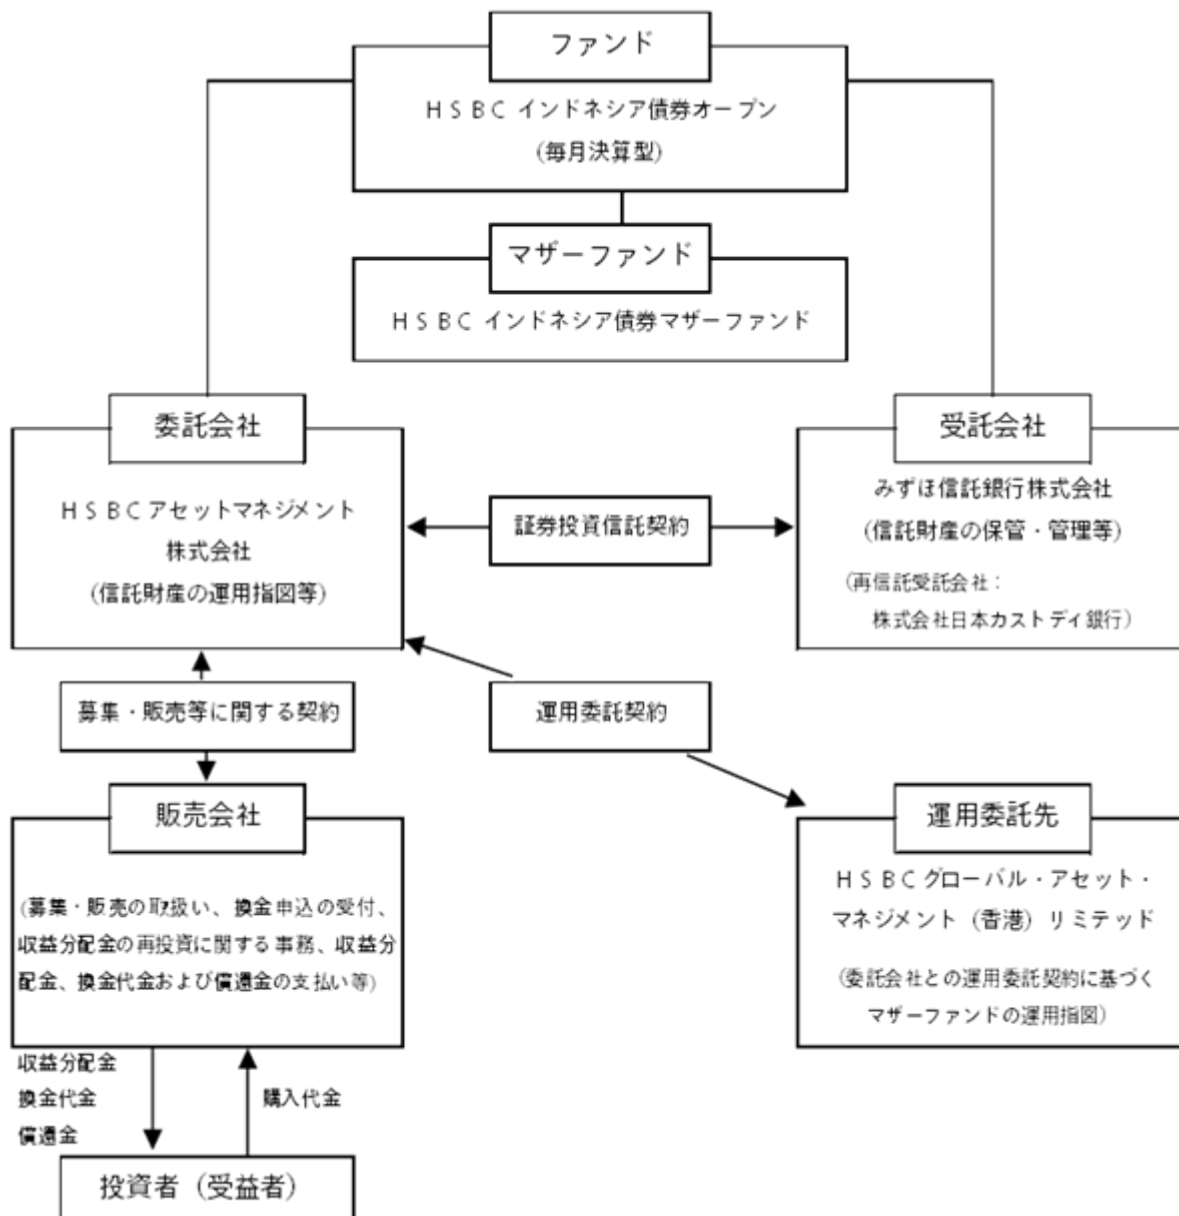 ファンド
HSBC インドネシア債券オープン
(毎月決算型)
マザーファンド
HSBC インドネシア債券マザーファンド
委託会社
HSBCアセットマネジメント
株式会社
(信託財産の運用指図等)
証券投資信託契約
受託会社
みずほ信託銀行株式会社
(信託財産の保管・管理等)
(再信託受託会社：
株式会社日本カストディ銀行)
募集・販売等に関する契約
運用委託契約
販売会社
(募集・販売の取扱い、換金申込の受付、
収益分配金の再投資に関する事務、収益分
配金、換金代金および償還金の支払い等)
運用委託先
HSBCグローバル・アセット・
マネジメント（香港）リミテッド
(委託会社との運用委託契約に基づく
マザーファンドの運用指図)
収益分配金
換金代金
償還金
購入代金
投資者（受益者）